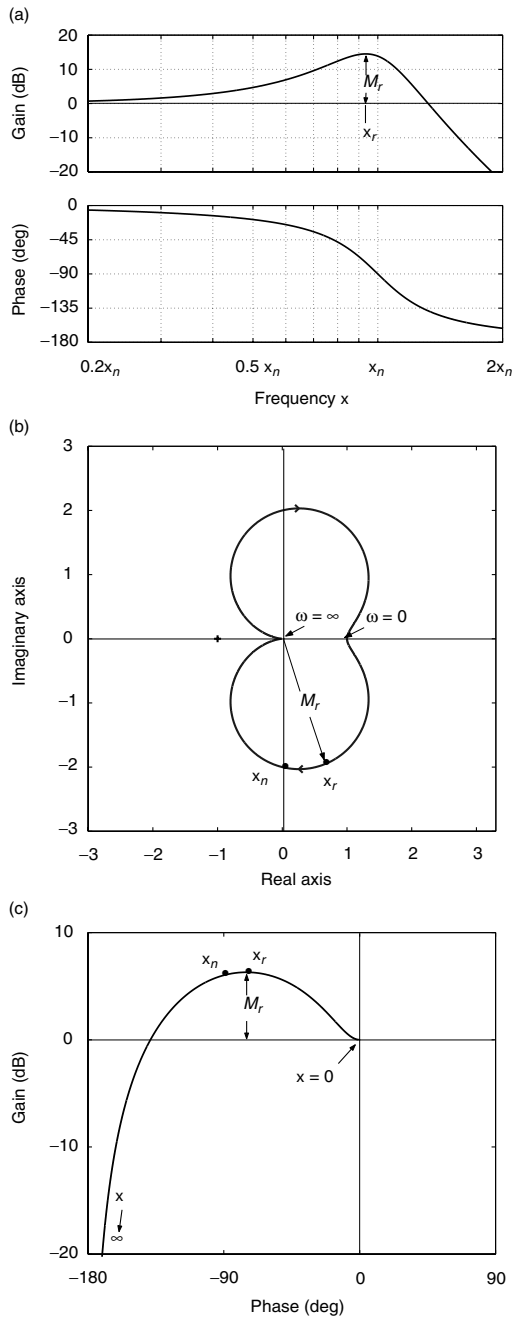 (a)
20
10
0
−10
−20
Gain (dB)
M_r
x_r
0
−45
−90
−135
−180
Phase (deg)
0.2x_n
0.5 x_n
x_n
2x_n
Frequency x
(b)
3
2
1
0
−1
−2
−3
Imaginary axis
ω = ∞
ω = 0
M_r
x_n
x_r
−3
−2
−1
0
1
2
3
Real axis
(c)
10
0
−10
−20
Gain (dB)
x_n
x_r
M_r
x = 0
x
∞
−180
−90
0
90
Phase (deg)